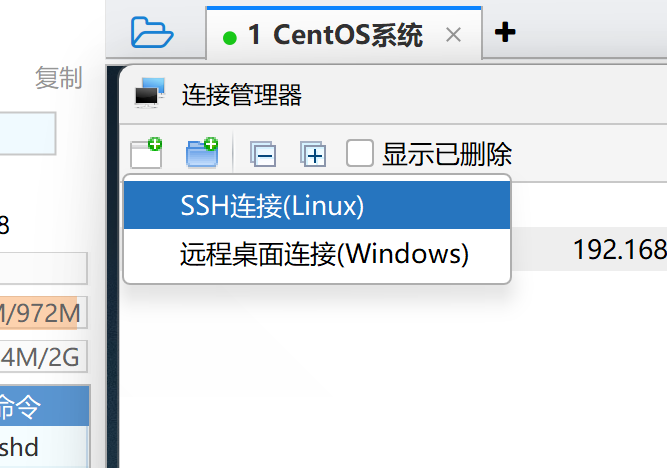 1 CentOS系统
复制
连接管理器
显示已删除
SSH连接(Linux)
8
远程桌面连接(Windows)
192.168
M/972M
4M/2G
命令
shd